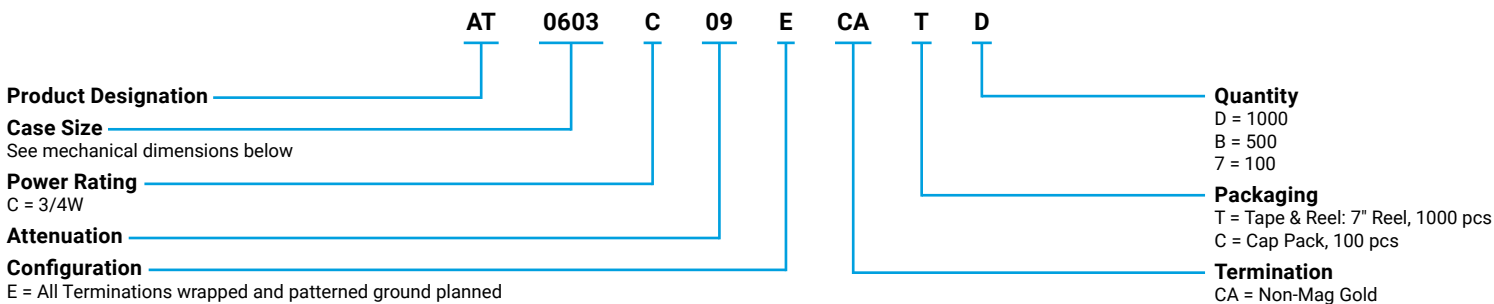 AT 0603 C 09 E CA T D
Product Designation
Case Size
See mechanical dimensions below
Power Rating
C = 3/4W
Attenuation
Configuration
E = All Terminations wrapped and patterned ground planned
Quantity
D = 1000
B = 500
7 = 100
Packaging
T = Tape & Reel: 7" Reel, 1000 pcs
C = Cap Pack, 100 pcs
Termination
CA = Non-Mag Gold